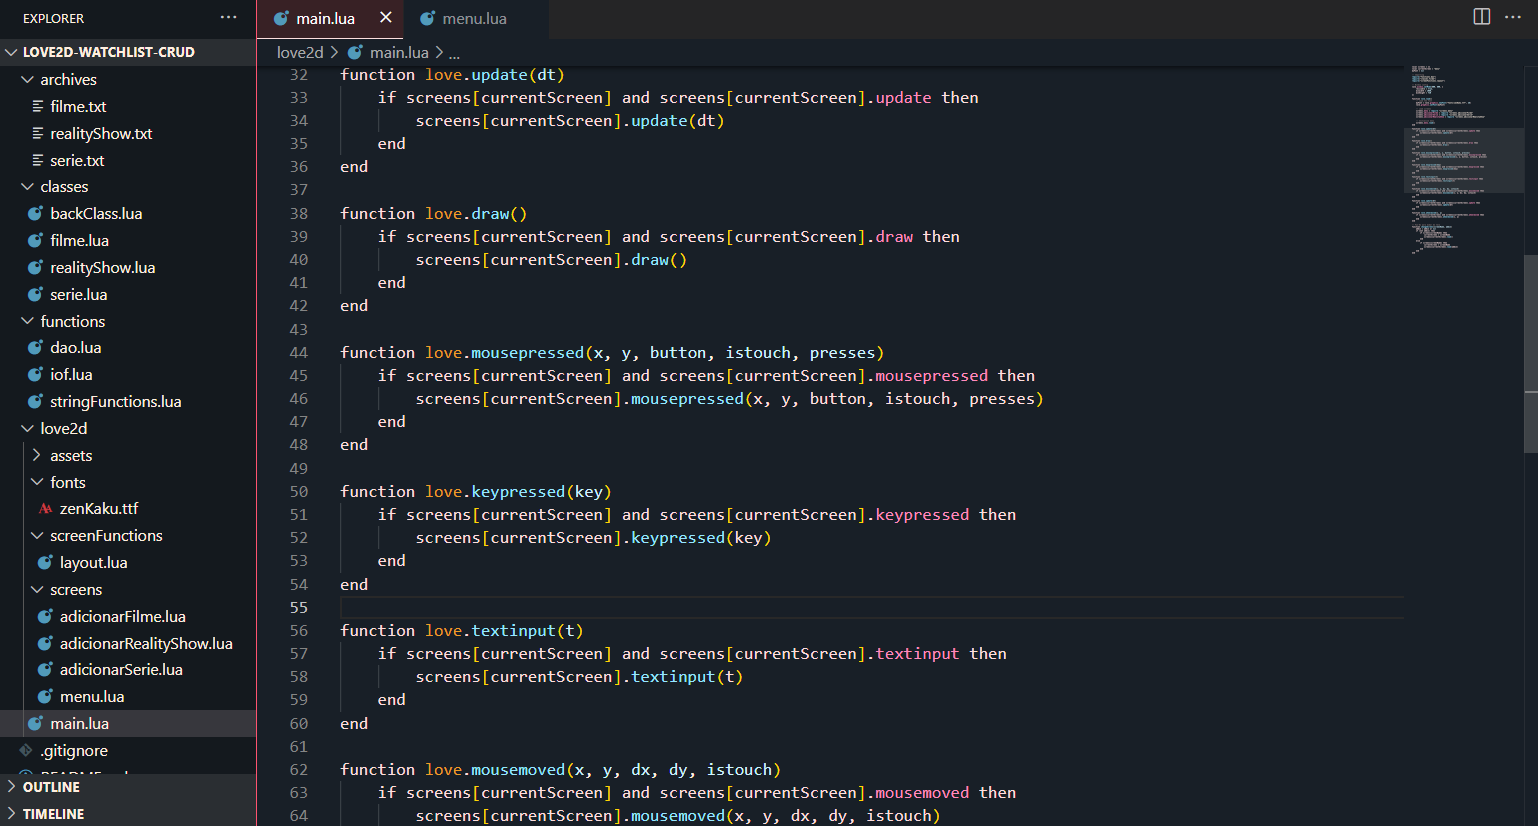 EXPLORER
LOVE2D-WATCHLIST-CRUD
archives
filme.txt
realityShow.txt
serie.txt
classes
backClass.lua
filme.lua
realityShow.lua
serie.lua
functions
dao.lua
iof.lua
stringFunctions.lua
love2d
assets
fonts
zenKaku.ttf
screenFunctions
layout.lua
screens
adicionarFilme.lua
adicionarRealityShow.lua
adicionarSerie.lua
menu.lua
main.lua
.gitignore
OUTLINE
TIMELINE
main.lua
menu.lua
love2d > main.lua > ...
32 function love.update(dt)
33 if screens[currentScreen] and screens[currentScreen].update then
34 screens[currentScreen].update(dt)
35 end
36 end
37
38 function love.draw()
39 if screens[currentScreen] and screens[currentScreen].draw then
40 screens[currentScreen].draw()
41 end
42 end
43
44 function love.mousepressed(x, y, button, istouch, presses)
45 if screens[currentScreen] and screens[currentScreen].mousepressed then
46 screens[currentScreen].mousepressed(x, y, button, istouch, presses)
47 end
48 end
49
50 function love.keypressed(key)
51 if screens[currentScreen] and screens[currentScreen].keypressed then
52 screens[currentScreen].keypressed(key)
53 end
54 end
55
56 function love.textinput(t)
57 if screens[currentScreen] and screens[currentScreen].textinput then
58 screens[currentScreen].textinput(t)
59 end
60 end
61
62 function love.mousemoved(x, y, dx, dy, istouch)
63 if screens[currentScreen] and screens[currentScreen].mousemoved then
64 screens[currentScreen].mousemoved(x, y, dx, dy, istouch)